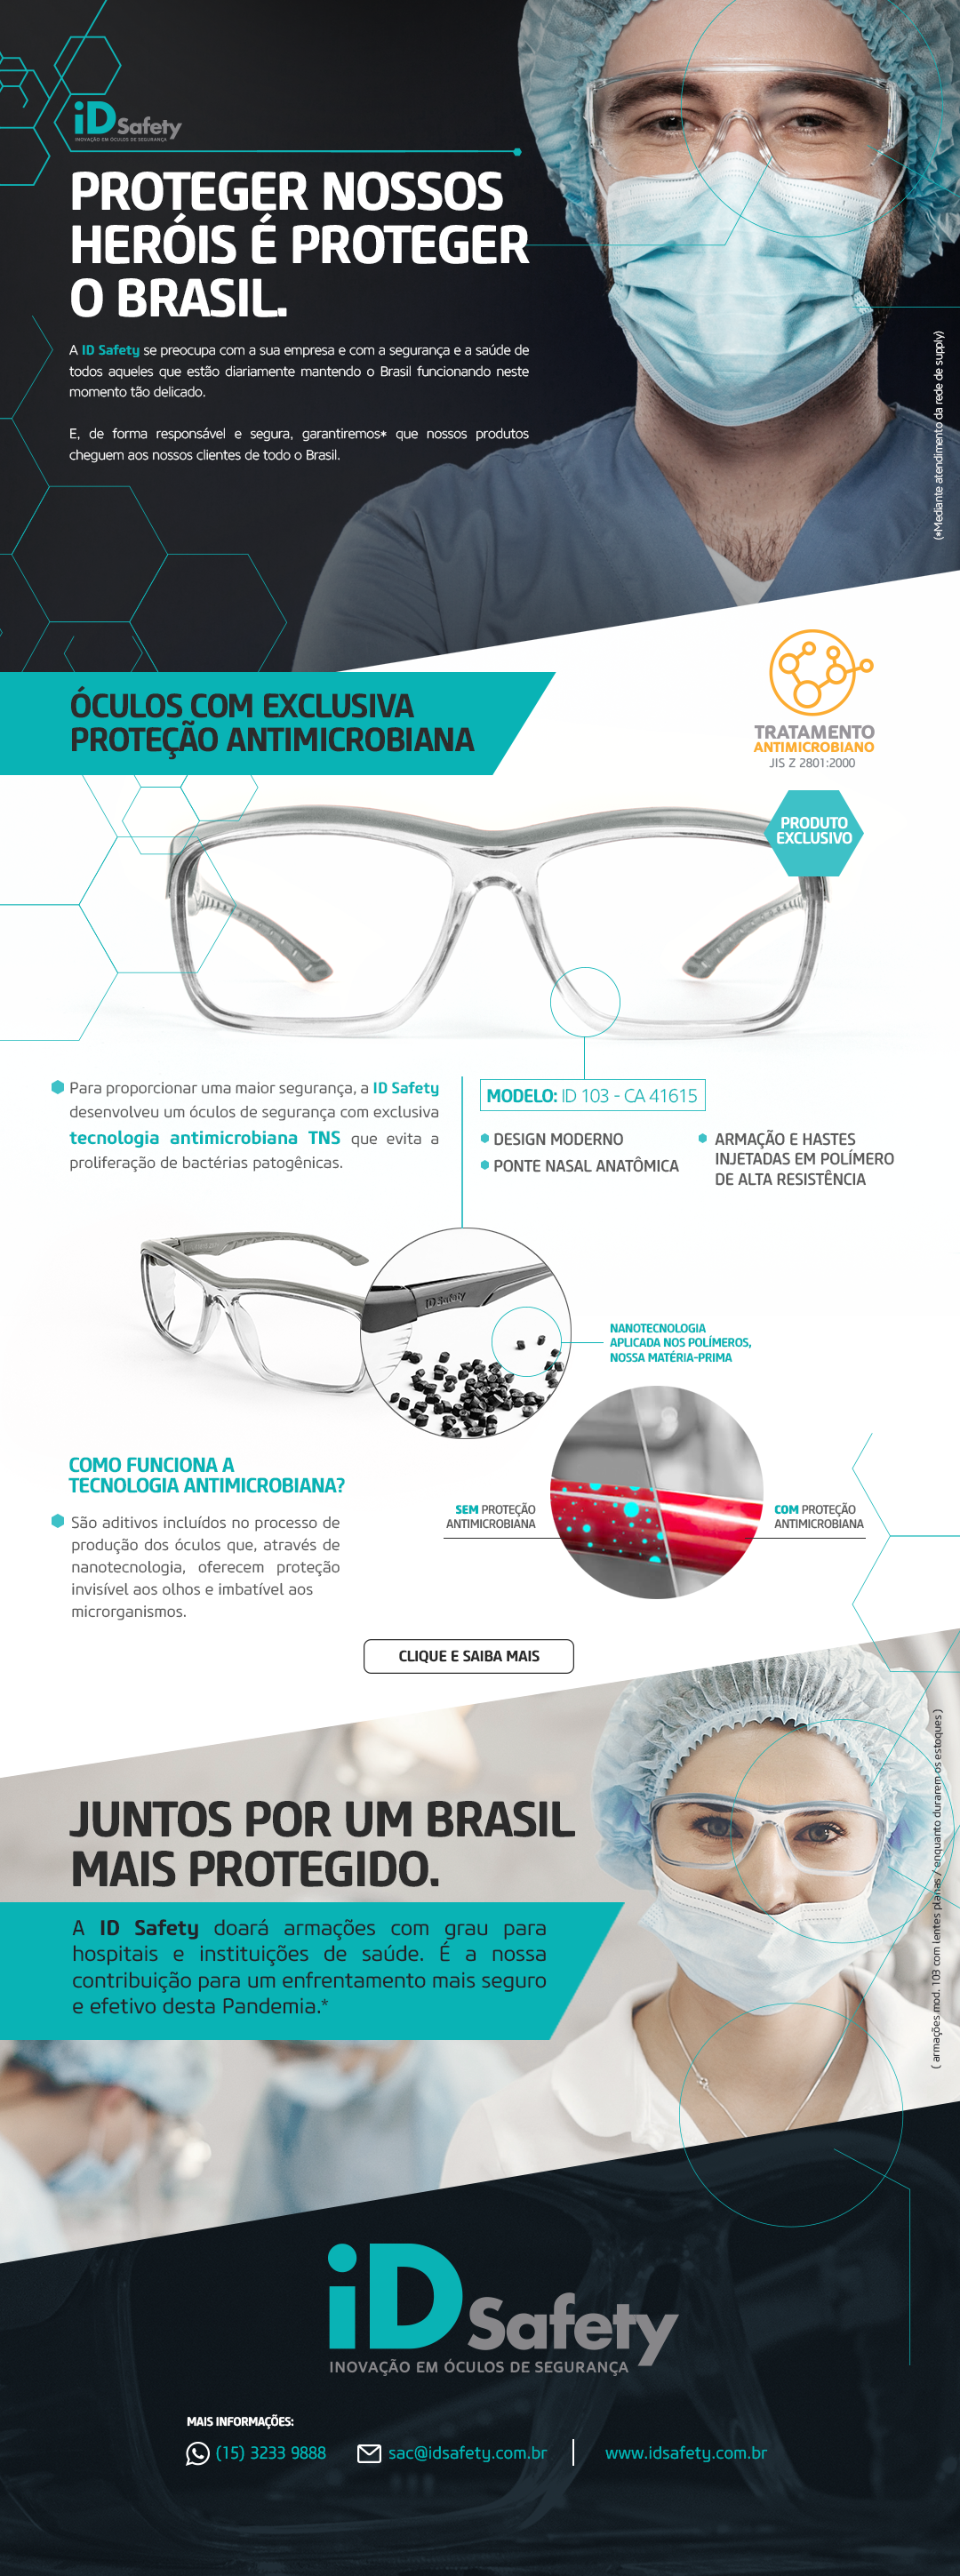 iD Safety
INOVAÇÃO EM ÓCULOS DE SEGURANÇA
PROTEGER NOSSOS
HERÓIS É PROTEGER
O BRASIL.
A ID Safety se preocupa com a sua empresa e com a segurança e a saúde de
todos aqueles que estão diariamente mantendo o Brasil funcionando neste
momento tão delicado.
E, de forma responsável e segura, garantiremos* que nossos produtos
cheguem aos nossos clientes de todo o Brasil.
(*Mediante atendimento da rede de supply)
ÓCULOS COM EXCLUSIVA
PROTEÇÃO ANTIMICROBIANA
TRATAMENTO
ANTIMICROBIANO
JIS Z 2801:2000
PRODUTO
EXCLUSIVO
Para proporcionar uma maior segurança, a ID Safety
desenvolveu um óculos de segurança com exclusiva
tecnologia antimicrobiana TNS que evita a
proliferação de bactérias patogênicas.
MODELO: ID 103 - CA 41615
DESIGN MODERNO
PONTE NASAL ANATÔMICA
ARMAÇÃO E HASTES
INJETADAS EM POLÍMERO
DE ALTA RESISTÊNCIA
ID Safety
NANOTECNOLOGIA
APLICADA NOS POLÍMEROS,
NOSSA MATÉRIA-PRIMA
COMO FUNCIONA A
TECNOLOGIA ANTIMICROBIANA?
São aditivos incluídos no processo de
produção dos óculos que, através de
nanotecnologia, oferecem proteção
invisível aos olhos e imbatível aos
microrganismos.
SEM PROTEÇÃO
ANTIMICROBIANA
COM PROTEÇÃO
ANTIMICROBIANA
CLIQUE E SAIBA MAIS
JUNTOS POR UM BRASIL
MAIS PROTEGIDO.
A ID Safety doará armações com grau para
hospitais e instituições de saúde. É a nossa
contribuição para um enfrentamento mais seguro
e efetivo desta Pandemia.*
( armações mod. 103 com lentes planas / enquanto durarem os estoques )
iD Safety
INOVAÇÃO EM ÓCULOS DE SEGURANÇA
MAIS INFORMAÇÕES:
(15) 3233 9888
sac@idsafety.com.br
www.idsafety.com.br